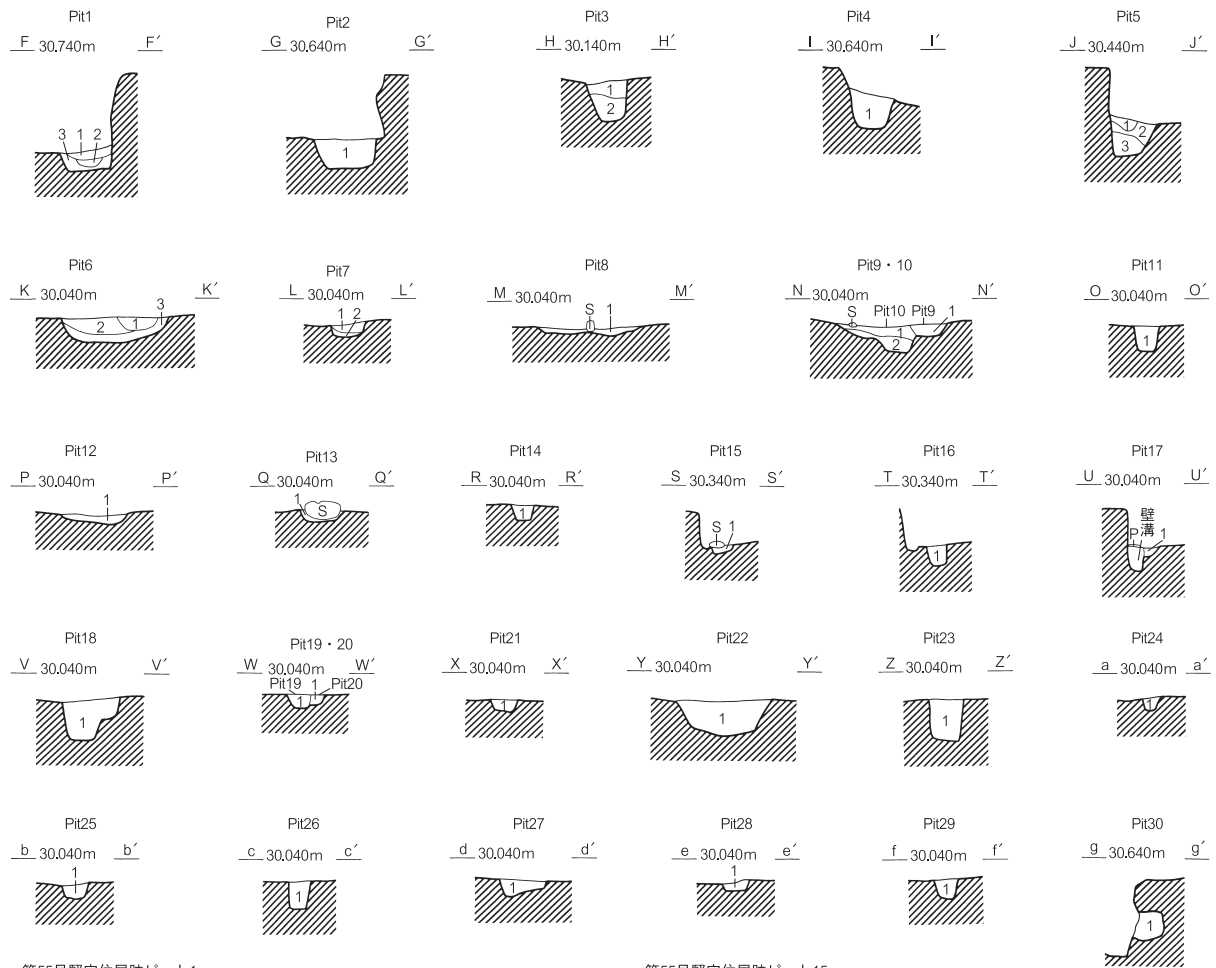 Pit1 Pit2 Pit3 Pit4 Pit5
F 30.740m F′ G 30.640m G′ H 30.140m H′ I 30.640m I′ J 30.440m J′
1
1 2
3 1 2 1 2 1 3
Pit6 Pit7 Pit8 Pit9・10 Pit11
K 30.040m K′ L 30.040m L′ M 30.040m M′ N 30.040m N′ O 30.040m O′
3 1 2 S 1 S Pit10 Pit9 1
2 1 1 2 1
Pit12 Pit13 Pit14 Pit15 Pit16 Pit17
P 30.040m P′ Q 30.040m Q′ R 30.040m R′ S 30.340m S′ T 30.340m T′ U 30.040m U′
1 1 S 1 S 1 1 P 壁溝 1
Pit18 Pit19・20 Pit21 Pit22 Pit23 Pit24
V 30.040m V′ W 30.040m W′ X 30.040m X′ Y 30.040m Y′ Z 30.040m Z′ a 30.040m a′
Pit19 1 Pit20
1 1 1 1 1 1
Pit25 Pit26 Pit27 Pit28 Pit29 Pit30
b 30.040m b′ c 30.040m c′ d 30.040m d′ e 30.040m e′ f 30.040m f′ g 30.640m g′
1 1 1 1 1 1